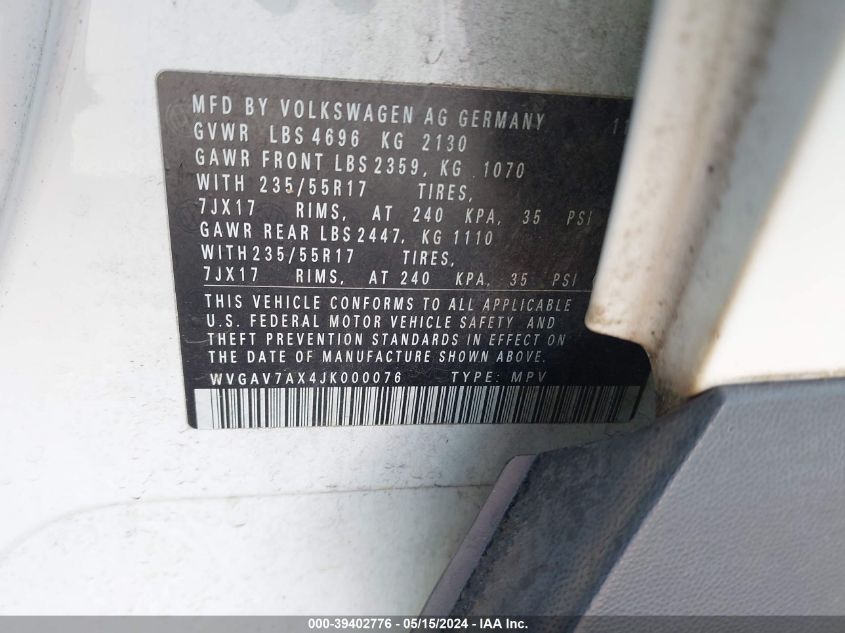 MFD BY VOLKSWAGEN AG GERMANY
GVWR LBS 4696 KG 2130
GAWR FRONT LBS 2359, KG 1070
WITH 235/55R17 TIRES,
7JX17 RIMS, AT 240 KPA, 35 PSI
GAWR REAR LBS 2447, KG 1110
WITH 235/55R17 TIRES,
7JX17 RIMS, AT 240 KPA, 35 PSI
THIS VEHICLE CONFORMS TO ALL APPLICABLE
U.S. FEDERAL MOTOR VEHICLE SAFETY AND
THEFT PREVENTION STANDARDS IN EFFECT ON
THE DATE OF MANUFACTURE SHOWN ABOVE.
WVGAV7AX4JK000076 TYPE: MPV
000-39402776 - 05/15/2024 - IAA Inc.